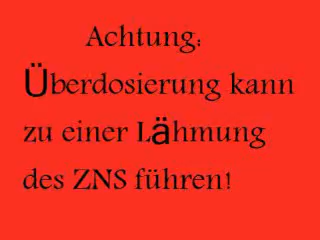 Achtung:
Überdosierung kann
zu einer Lähmung
des ZNS führen!